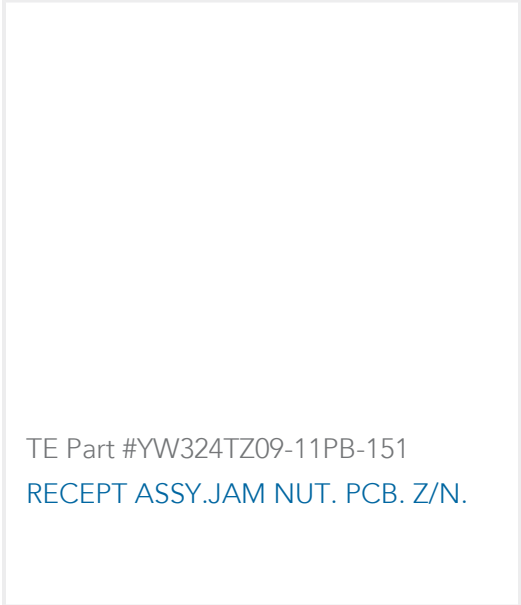 TE Part #YW324TZ09-11PB-151
RECEPT ASSY.JAM NUT. PCB. Z/N.